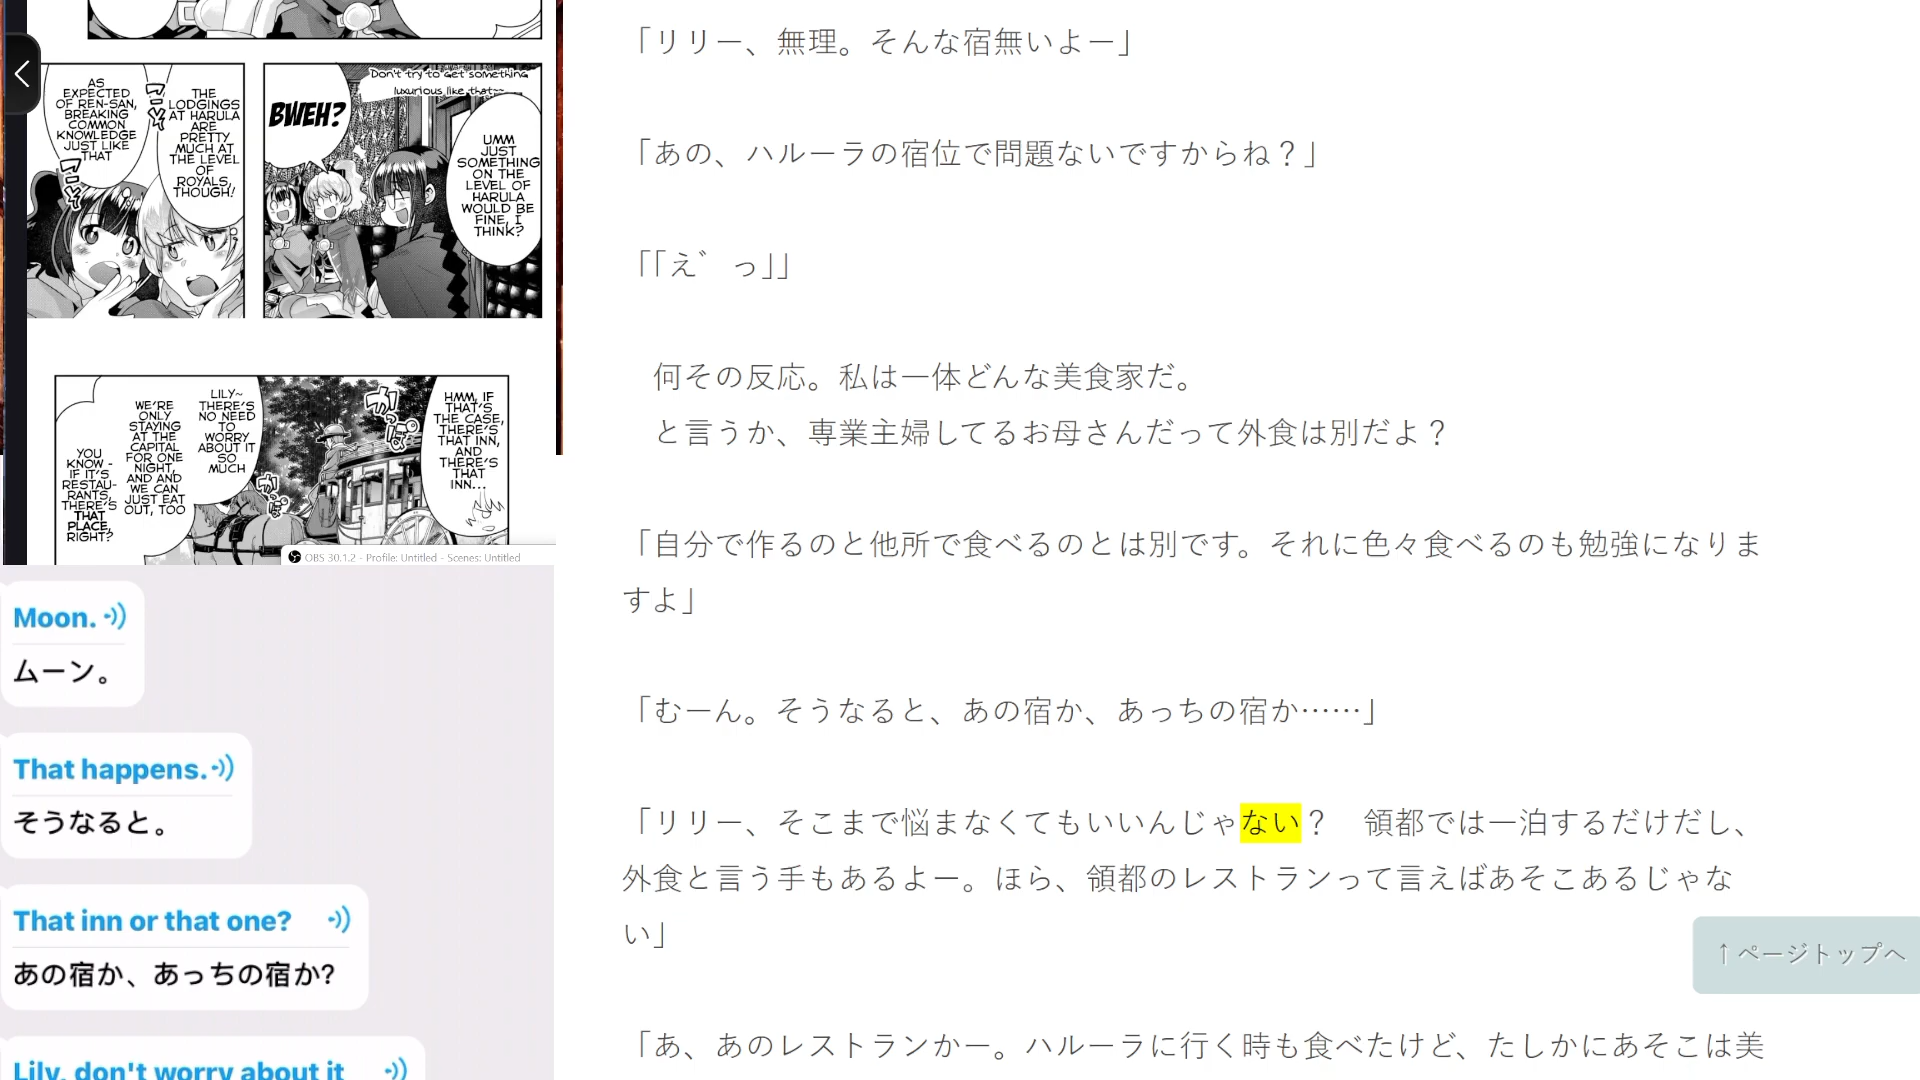 Don't try to get something
luxurious like that~
BWEH?
UMM
JUST
SOMETHING
ON THE
LEVEL OF
HARULA
WOULD BE
FINE, I
THINK?
THE
LODGINGS
AT HARULA
ARE
PRETTY
MUCH AT
THE LEVEL
OF
ROYALS,
THOUGH!
AS
EXPECTED
OF REN-SAN,
BREAKING
COMMON
KNOWLEDGE
JUST LIKE
THAT
HMM, IF
THAT'S
THE CASE,
THERE'S
THAT INN,
AND
THERE'S
THAT
INN...
LILY~
THERE'S
NO NEED
TO
WORRY
ABOUT IT
SO
MUCH
WE'RE
ONLY
STAYING
AT THE
CAPITAL
FOR ONE
NIGHT,
AND AND
WE CAN
JUST EAT
OUT, TOO
YOU
KNOW -
IF IT'S
RESTAU-
RANTS,
THERE'S
THAT
PLACE,
RIGHT?
OBS 30.1.2 - Profile: Untitled - Scenes: Untitled
Moon.
ムーン。
That happens.
そうなると。
That inn or that one?
あの宿か、あっちの宿か?
Lily, don't worry about it
「リリー、無理。そんな宿無いよー」
「あの、ハルーラの宿位で問題ないですからね？」
「「え゛っ」」
何その反応。私は一体どんな美食家だ。
と言うか、専業主婦してるお母さんだって外食は別だよ？
「自分で作るのと他所で食べるのとは別です。それに色々食べるのも勉強になりま
すよ」
「むーん。そうなると、あの宿か、あっちの宿か……」
「リリー、そこまで悩まなくてもいいんじゃない？　領都では一泊するだけだし、
外食と言う手もあるよー。ほら、領都のレストランって言えばあそこあるじゃな
い」
↑ページトップへ
「あ、あのレストランかー。ハルーラに行く時も食べたけど、たしかにあそこは美